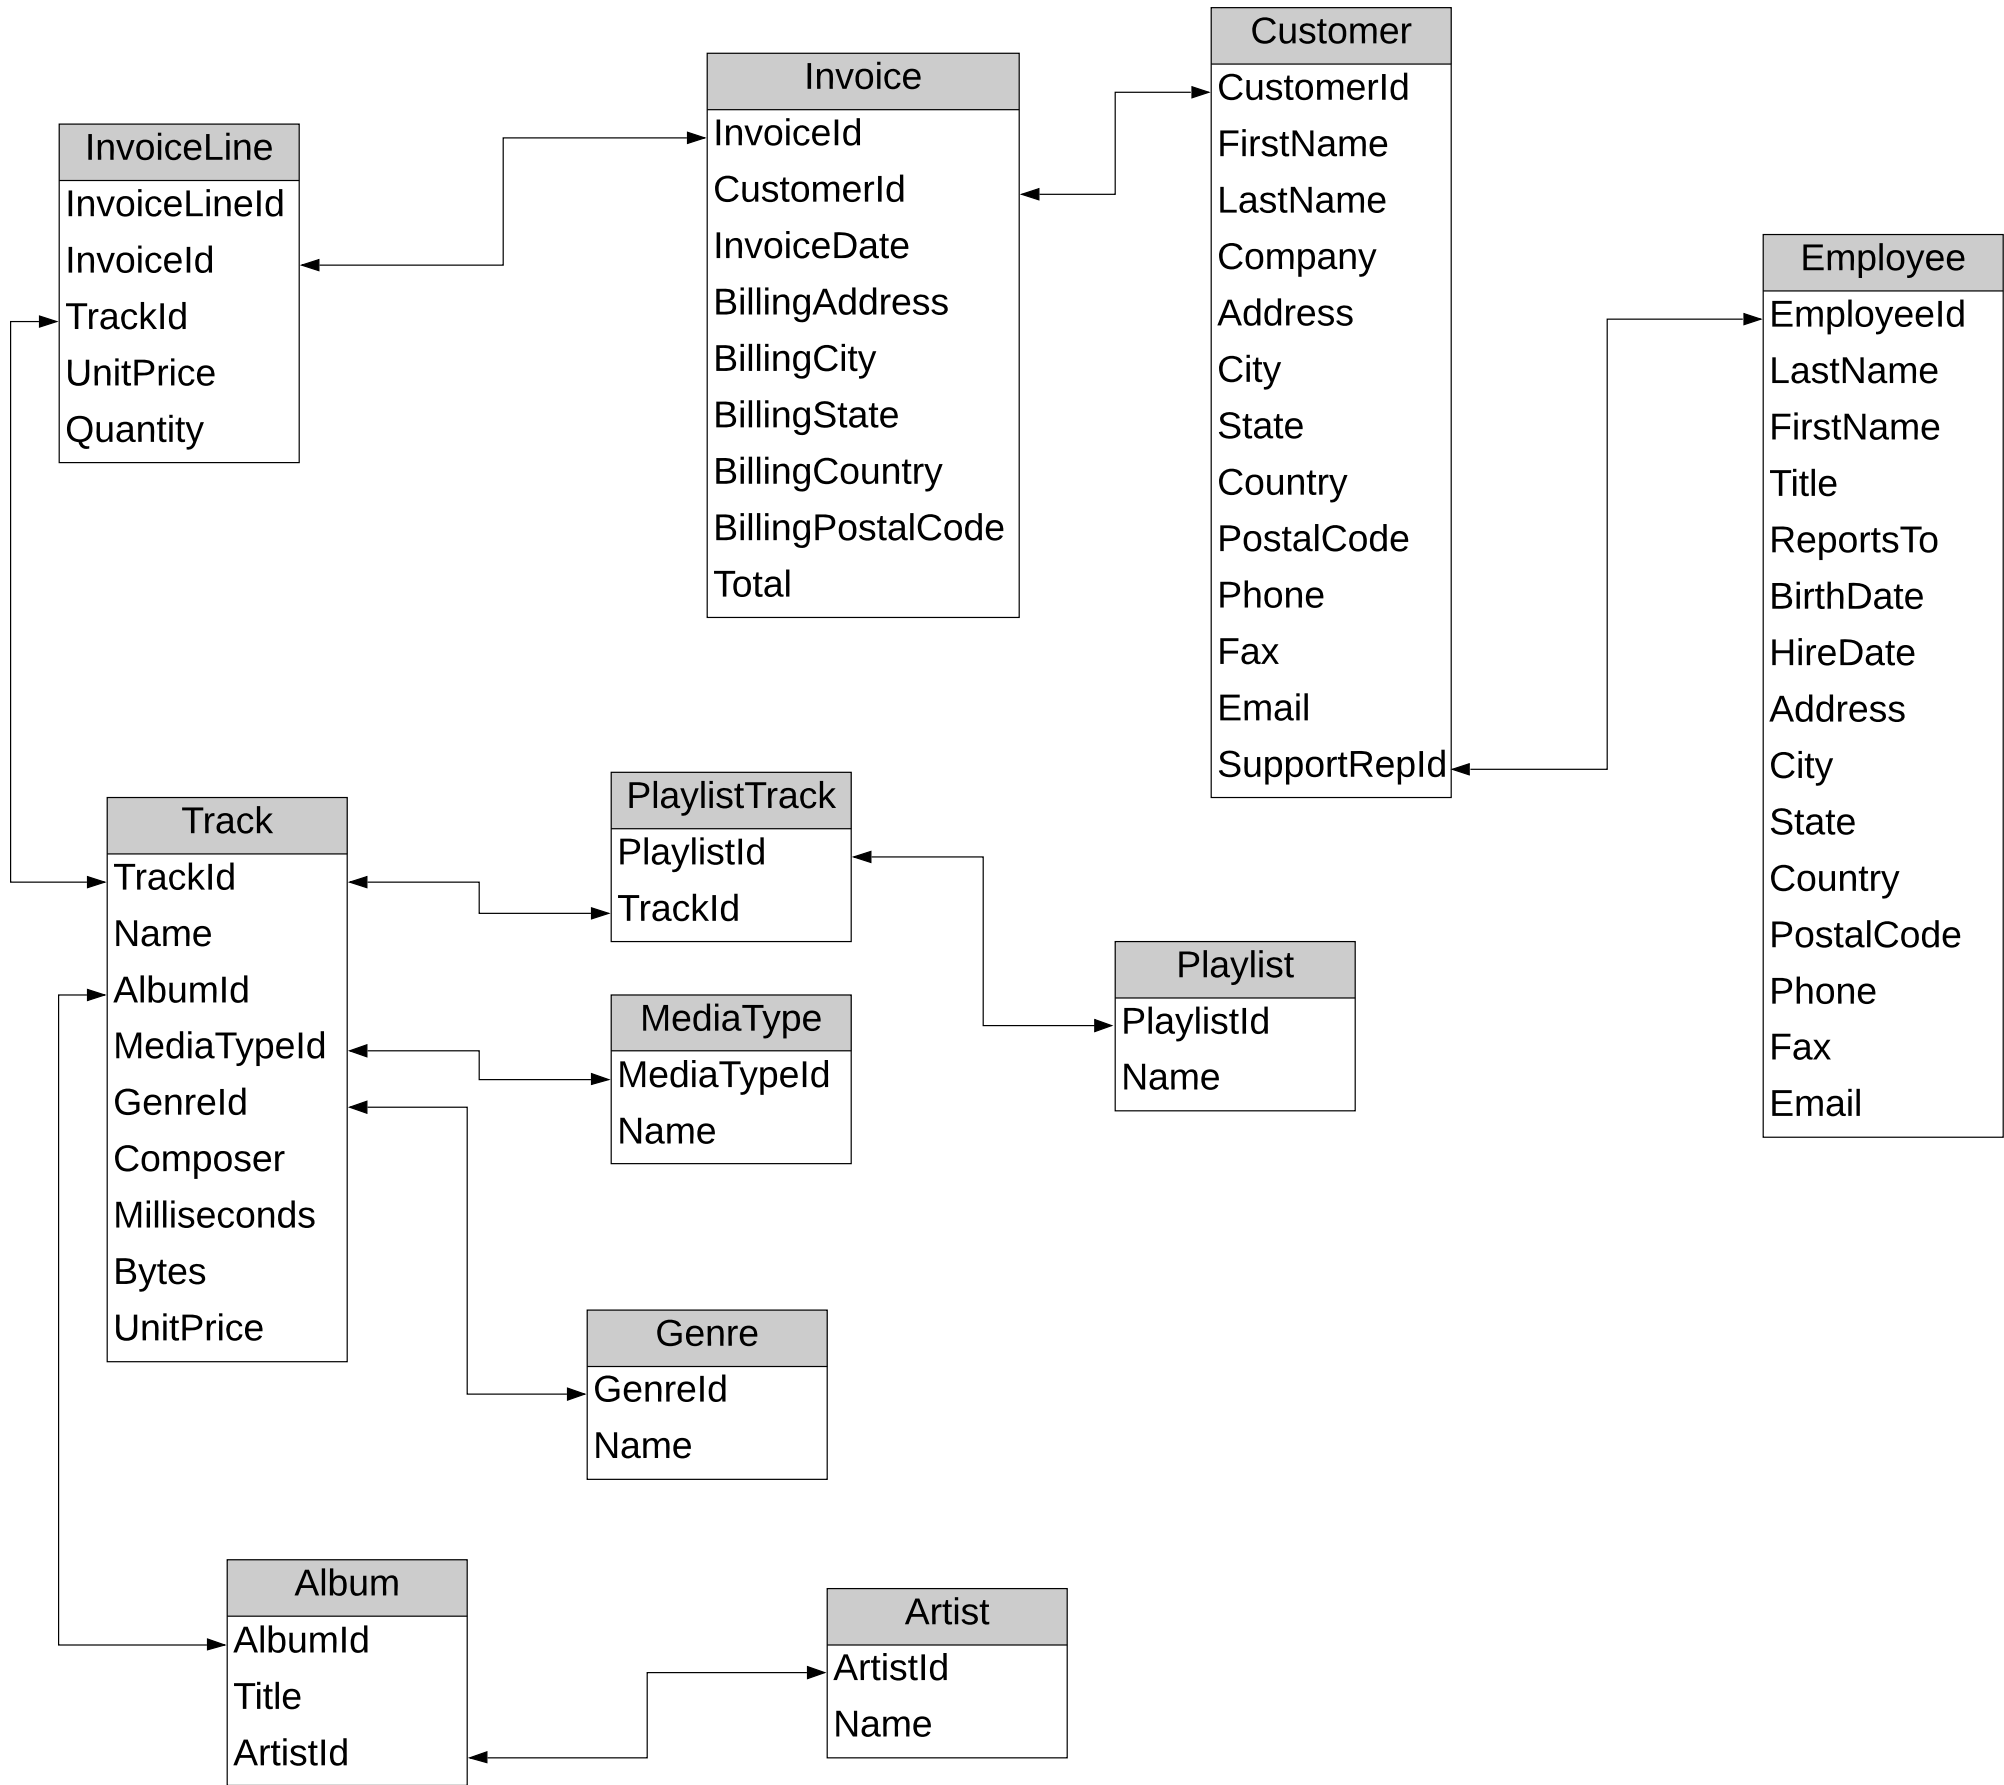 Customer
CustomerId
FirstName
LastName
Company
Address
City
State
Country
PostalCode
Phone
Fax
Email
SupportRepId
Invoice
InvoiceId
CustomerId
InvoiceDate
BillingAddress
BillingCity
BillingState
BillingCountry
BillingPostalCode
Total
InvoiceLine
InvoiceLineId
InvoiceId
TrackId
UnitPrice
Quantity
Employee
EmployeeId
LastName
FirstName
Title
ReportsTo
BirthDate
HireDate
Address
City
State
Country
PostalCode
Phone
Fax
Email
Track
TrackId
Name
AlbumId
MediaTypeId
GenreId
Composer
Milliseconds
Bytes
UnitPrice
PlaylistTrack
PlaylistId
TrackId
Playlist
PlaylistId
Name
MediaType
MediaTypeId
Name
Genre
GenreId
Name
Album
AlbumId
Title
ArtistId
Artist
ArtistId
Name